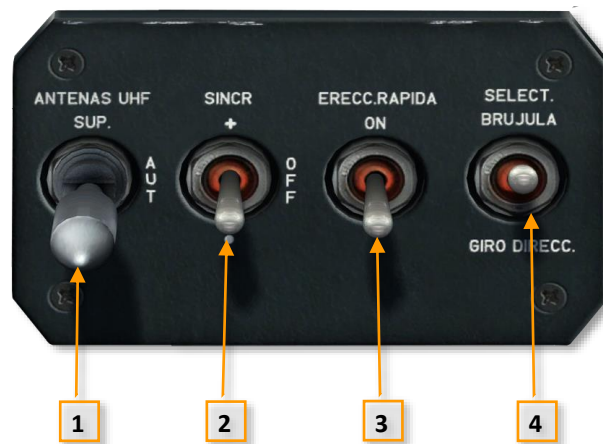 ANTENAS UHF
SUP.
AUT
SINCR
+
OFF
ERECC.RAPIDA
ON
SELECT.
BRUJULA
GIRO DIRECC.
1
2
3
4